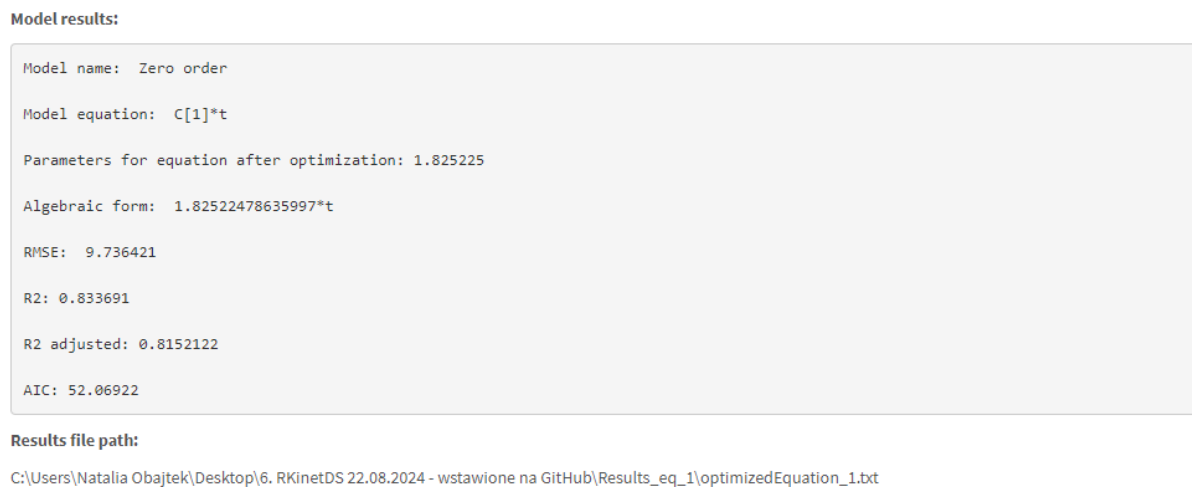 Model results:
Model name:  Zero order
Model equation:  C[1]*t
Parameters for equation after optimization: 1.825225
Algebraic form:  1.82522478635997*t
RMSE:  9.736421
R2: 0.833691
R2 adjusted: 0.8152122
AIC: 52.06922
Results file path:
C:\Users\Natalia Obajtek\Desktop\6. RKinetDS 22.08.2024 - wstawione na GitHub\Results_eq_1\optimizedEquation_1.txt